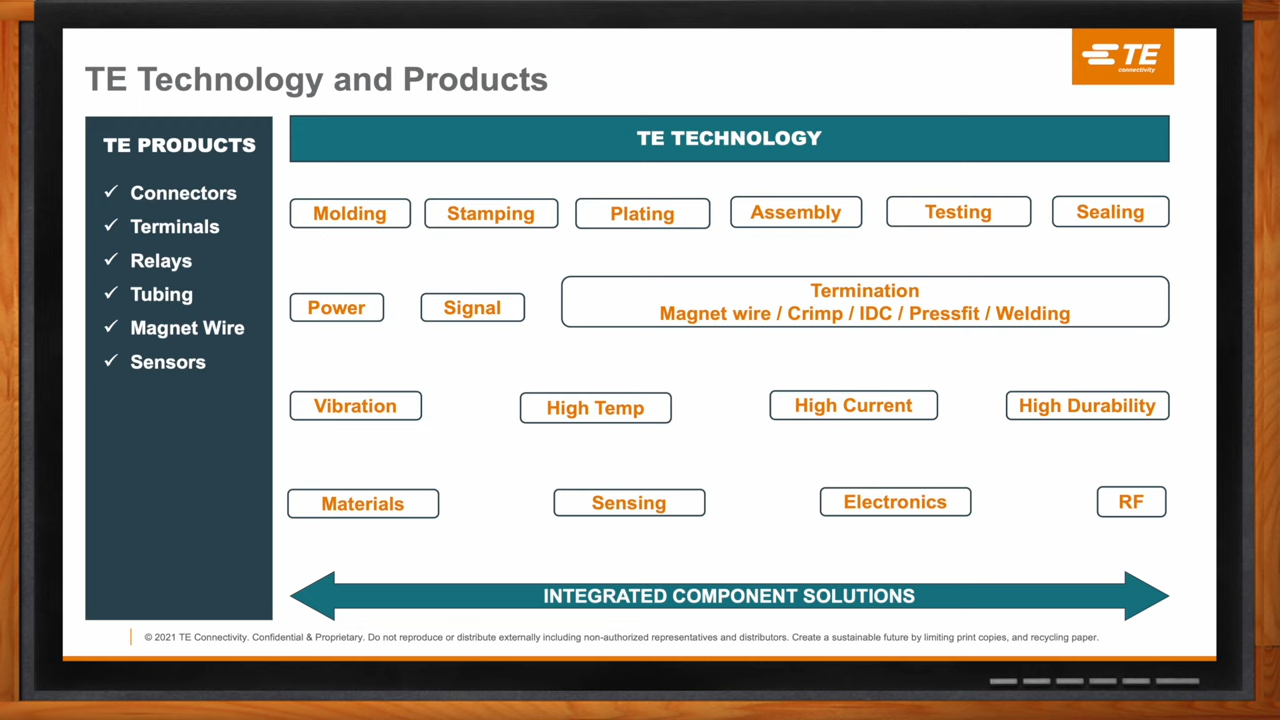 TE Technology and Products
TE
connectivity
TE PRODUCTS
✓ Connectors
✓ Terminals
✓ Relays
✓ Tubing
✓ Magnet Wire
✓ Sensors
TE TECHNOLOGY
Molding
Stamping
Plating
Assembly
Testing
Sealing
Power
Signal
Termination
Magnet wire / Crimp / IDC / Pressfit / Welding
Vibration
High Temp
High Current
High Durability
Materials
Sensing
Electronics
RF
INTEGRATED COMPONENT SOLUTIONS
© 2021 TE Connectivity. Confidential & Proprietary. Do not reproduce or distribute externally including non-authorized representatives and distributors. Create a sustainable future by limiting print copies, and recycling paper.